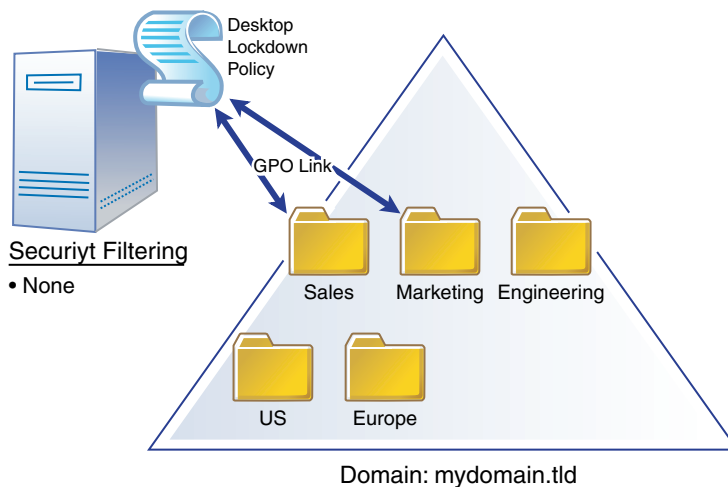 Desktop
Lockdown
Policy
GPO Link
Securiyt Filtering
• None
Sales
Marketing
Engineering
US
Europe
Domain: mydomain.tld